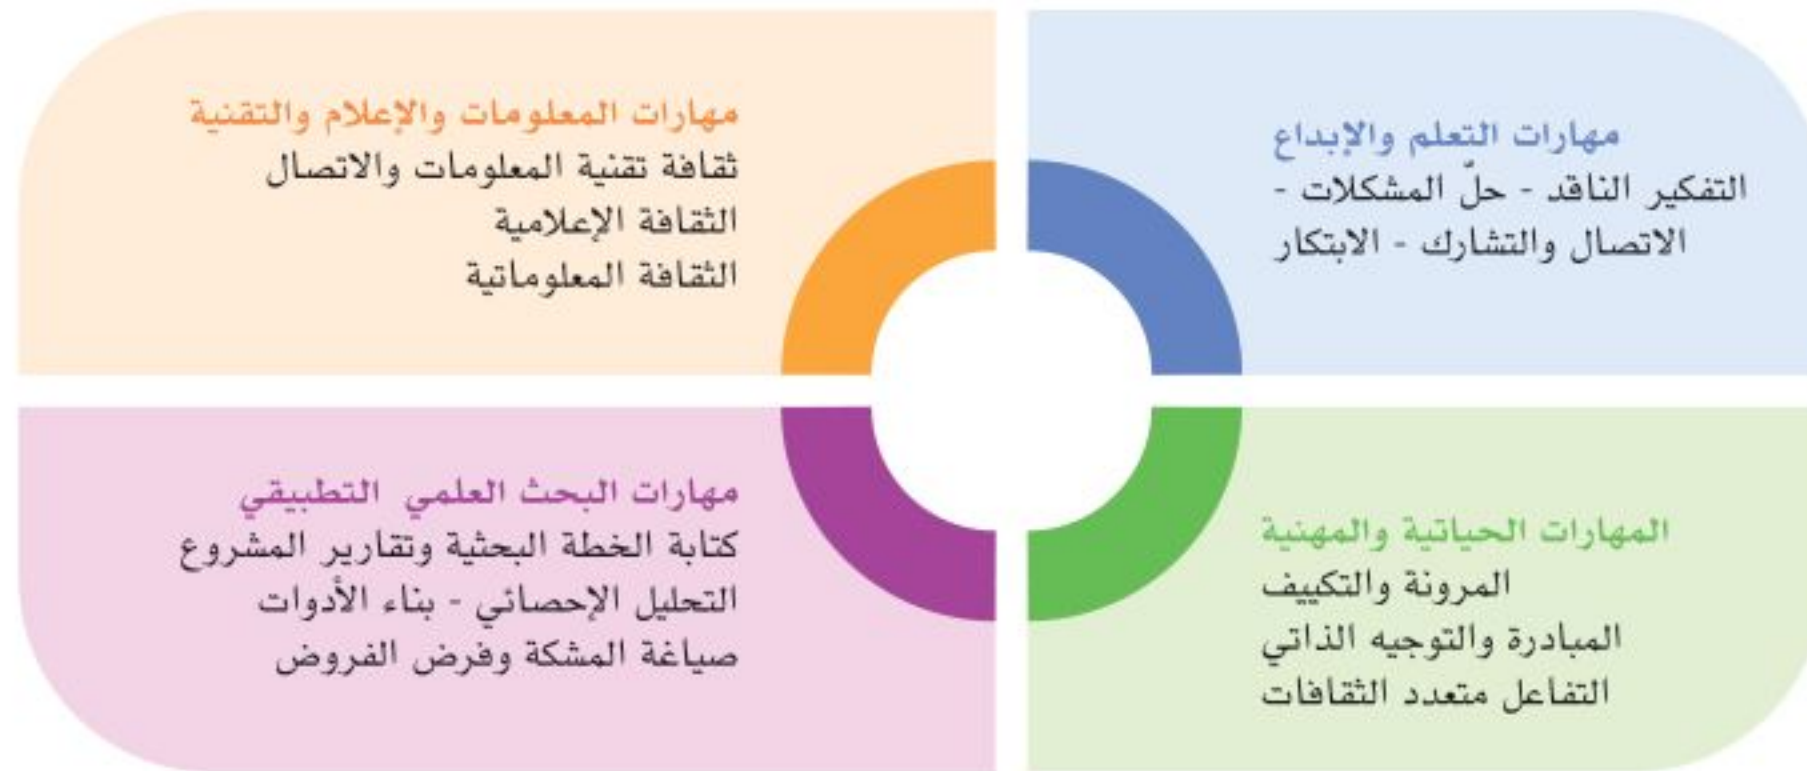 مهارات التعلم والإبداع
التفكير الناقد - حلّ المشكلات -
الاتصال والتشارك - الابتكار
مهارات المعلومات والإعلام والتقنية
ثقافة تقنية المعلومات والاتصال
الثقافة الإعلامية
الثقافة المعلوماتية
المهارات الحياتية والمهنية
المرونة والتكييف
المبادرة والتوجيه الذاتي
التفاعل متعدد الثقافات
مهارات البحث العلمي التطبيقي
كتابة الخطة البحثية وتقارير المشروع
التحليل الإحصائي - بناء الأدوات
صياغة المشكة وفرض الفروض